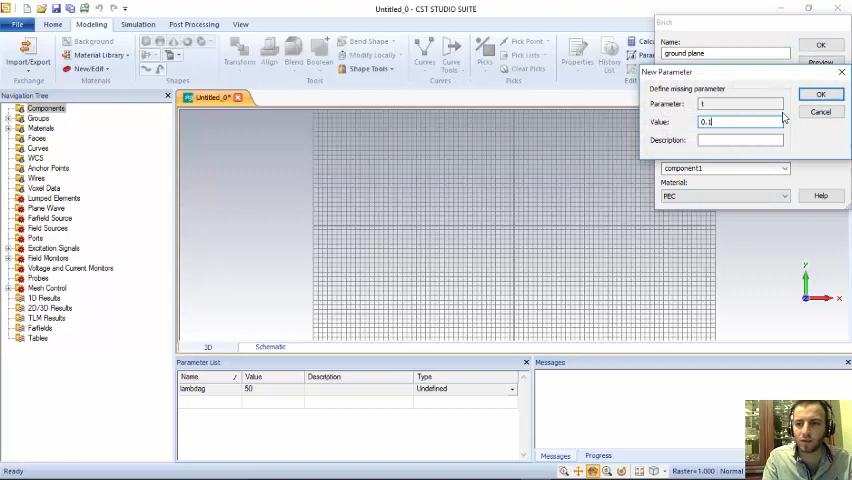 Untitled_0 - CST STUDIO SUITE
File Home Modeling Simulation Post Processing View
Background
Material Library
New/Edit
Import/Export
Exchange
Materials
Shapes
Transform Align Blend Boolean
Bend Shape
Modify Locally
Shape Tools
Tools
Curves
Curves
Pick Point
Pick Lists
Clear Picks
Picks
Properties
History List
Calc
Param
Brick
Name:
ground plane
OK
Preview
New Parameter
Define missing parameter
Parameter: t
Value: 0.1
Description:
OK
Cancel
component1
Material:
PEC
Help
Navigation Tree
Components
Groups
Materials
Faces
Curves
WCS
Anchor Points
Wires
Voxel Data
Lumped Elements
Plane Wave
Farfield Source
Field Sources
Ports
Excitation Signals
Field Monitors
Voltage and Current Monitors
Probes
Mesh Control
1D Results
2D/3D Results
TLM Results
Farfields
Tables
Untitled_0*
y
x
3D Schematic
Parameter List
Name Value Description Type
lambdag 50 Undefined
Messages
Messages Progress
Ready
Raster=1.000 Normal